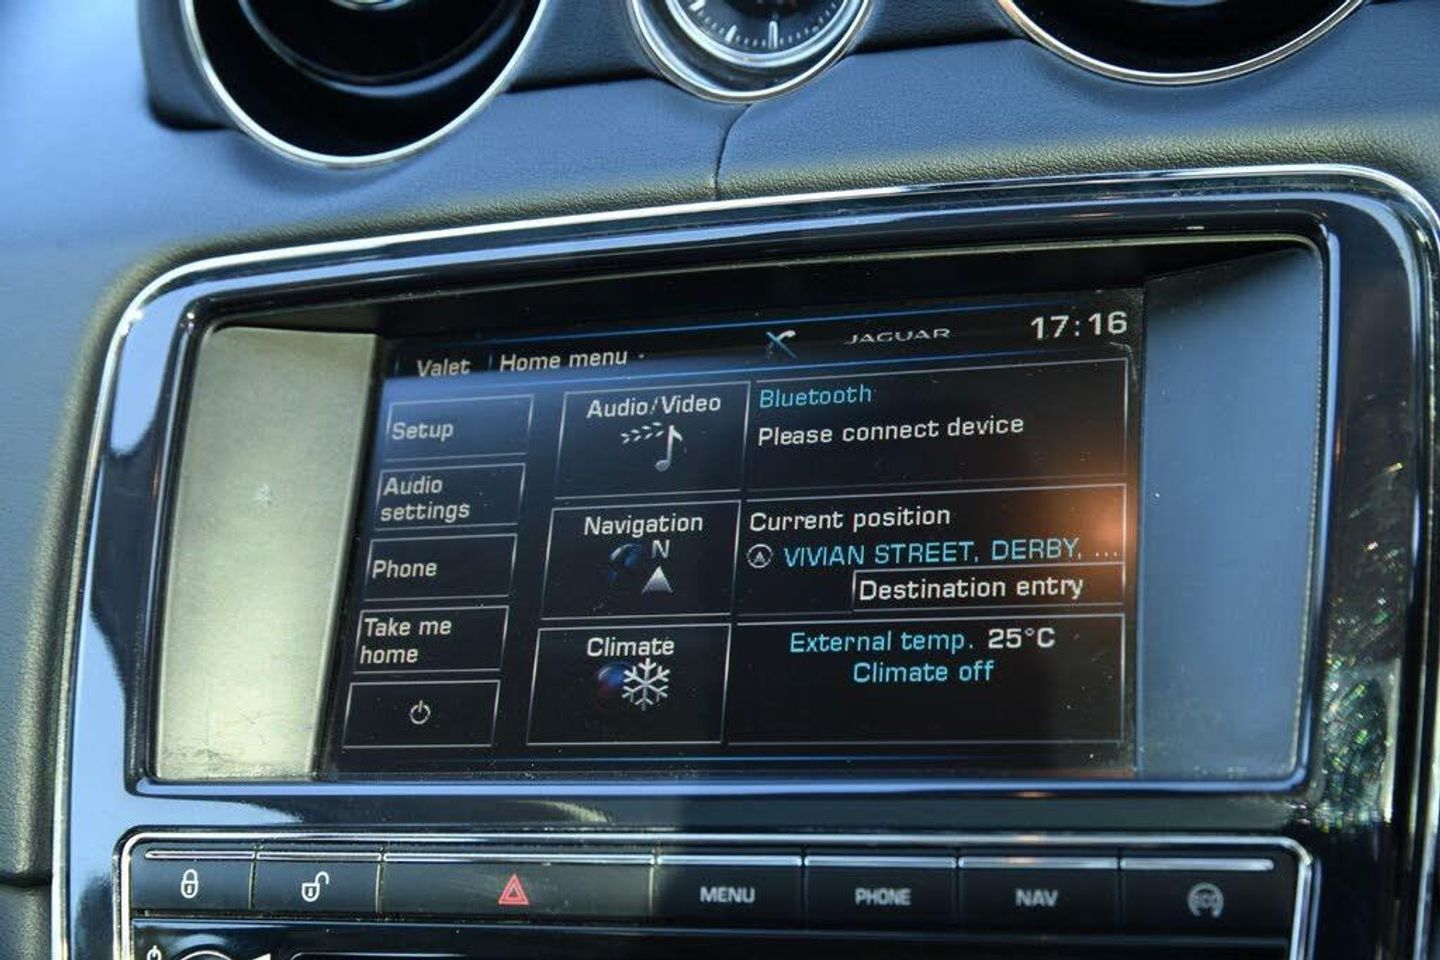 Valet Home menu JAGUAR 17:16
Setup
Audio
settings
Phone
Take me
home
Audio/Video
Bluetooth
Please connect device
Navigation
N
Current position
VIVIAN STREET, DERBY, ...
Destination entry
Climate
External temp. 25°C
Climate off
MENU PHONE NAV